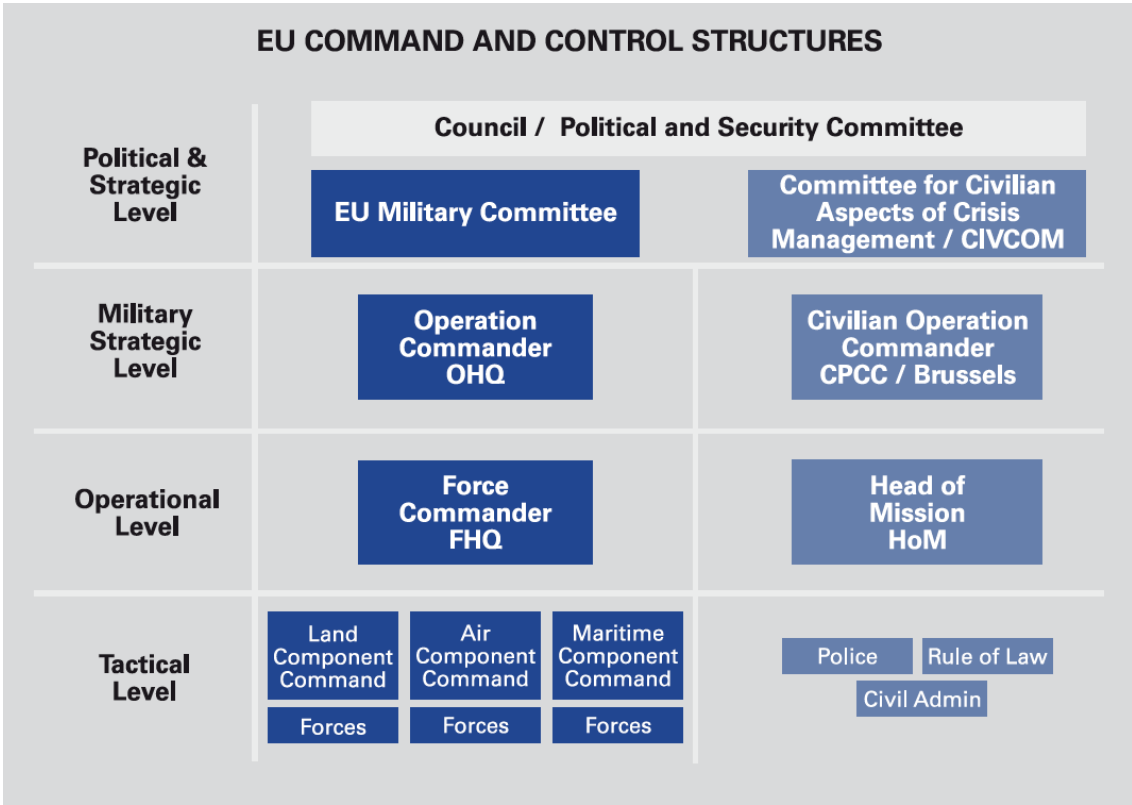 EU COMMAND AND CONTROL STRUCTURES
Political &
Strategic
Level
Council / Political and Security Committee
EU Military Committee
Committee for Civilian
Aspects of Crisis
Management / CIVCOM
Military
Strategic
Level
Operation
Commander
OHQ
Civilian Operation
Commander
CPCC / Brussels
Operational
Level
Force
Commander
FHQ
Head of
Mission
HoM
Tactical
Level
Land
Component
Command
Air
Component
Command
Maritime
Component
Command
Forces
Forces
Forces
Police
Rule of Law
Civil Admin